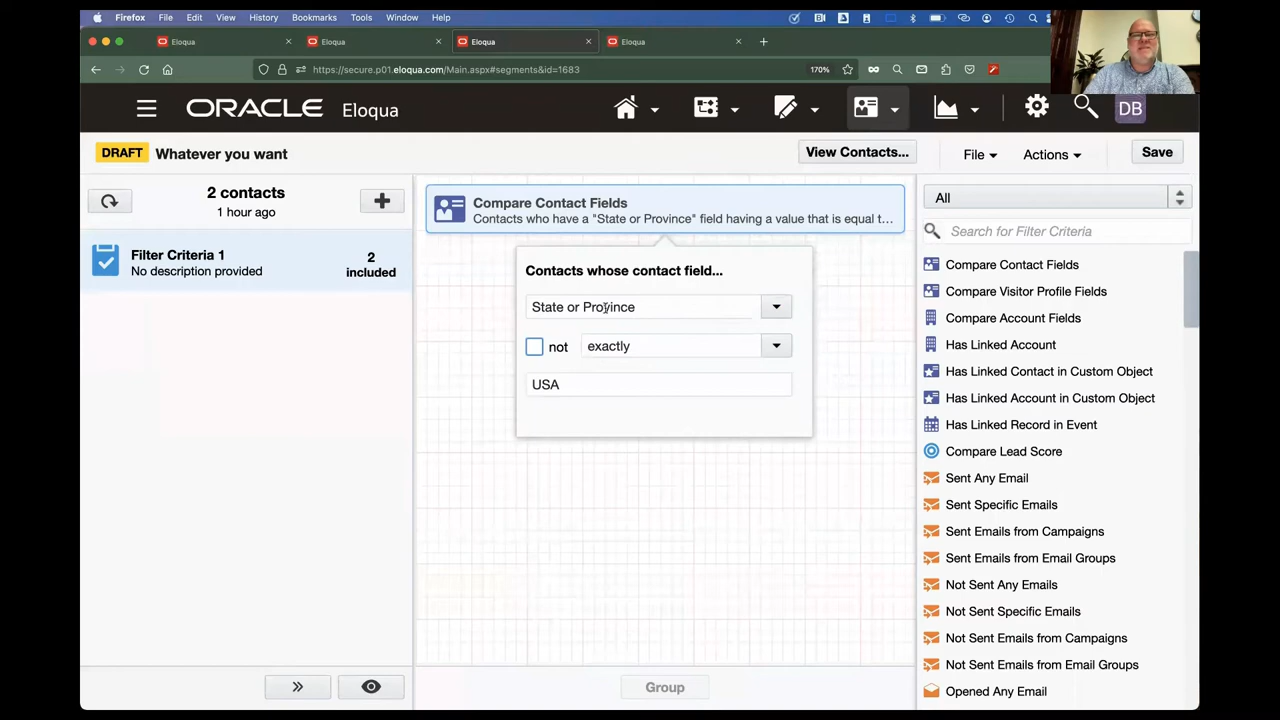 Firefox File Edit View History Bookmarks Tools Window Help
Eloqua
Eloqua
Eloqua
Eloqua
https://secure.p01.eloqua.com/Main.aspx#segments&id=1683
170%
ORACLE Eloqua
DB
DRAFT Whatever you want
View Contacts...
File
Actions
Save
2 contacts
1 hour ago
Filter Criteria 1
No description provided
2
included
Compare Contact Fields
Contacts who have a "State or Province" field having a value that is equal t...
Contacts whose contact field...
State or Province
not
exactly
USA
Group
All
Search for Filter Criteria
Compare Contact Fields
Compare Visitor Profile Fields
Compare Account Fields
Has Linked Account
Has Linked Contact in Custom Object
Has Linked Account in Custom Object
Has Linked Record in Event
Compare Lead Score
Sent Any Email
Sent Specific Emails
Sent Emails from Campaigns
Sent Emails from Email Groups
Not Sent Any Emails
Not Sent Specific Emails
Not Sent Emails from Campaigns
Not Sent Emails from Email Groups
Opened Any Email